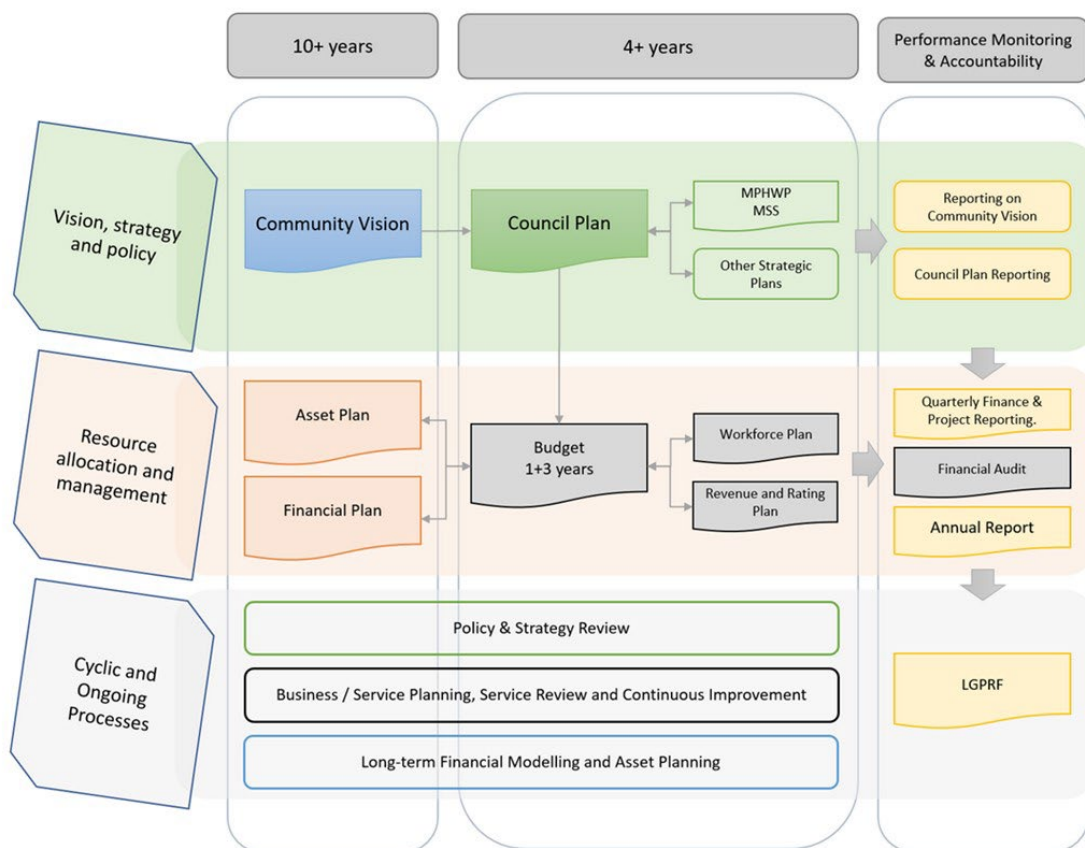 10+ years
4+ years
Performance Monitoring
& Accountability
Vision, strategy
and policy
Community Vision
Council Plan
MPHWP
MSS
Other Strategic
Plans
Reporting on
Community Vision
Council Plan Reporting
Resource
allocation and
management
Asset Plan
Financial Plan
Budget
1+3 years
Workforce Plan
Revenue and Rating
Plan
Quarterly Finance &
Project Reporting.
Financial Audit
Annual Report
Cyclic and
Ongoing
Processes
Policy & Strategy Review
Business / Service Planning, Service Review and Continuous Improvement
Long-term Financial Modelling and Asset Planning
LGPRF